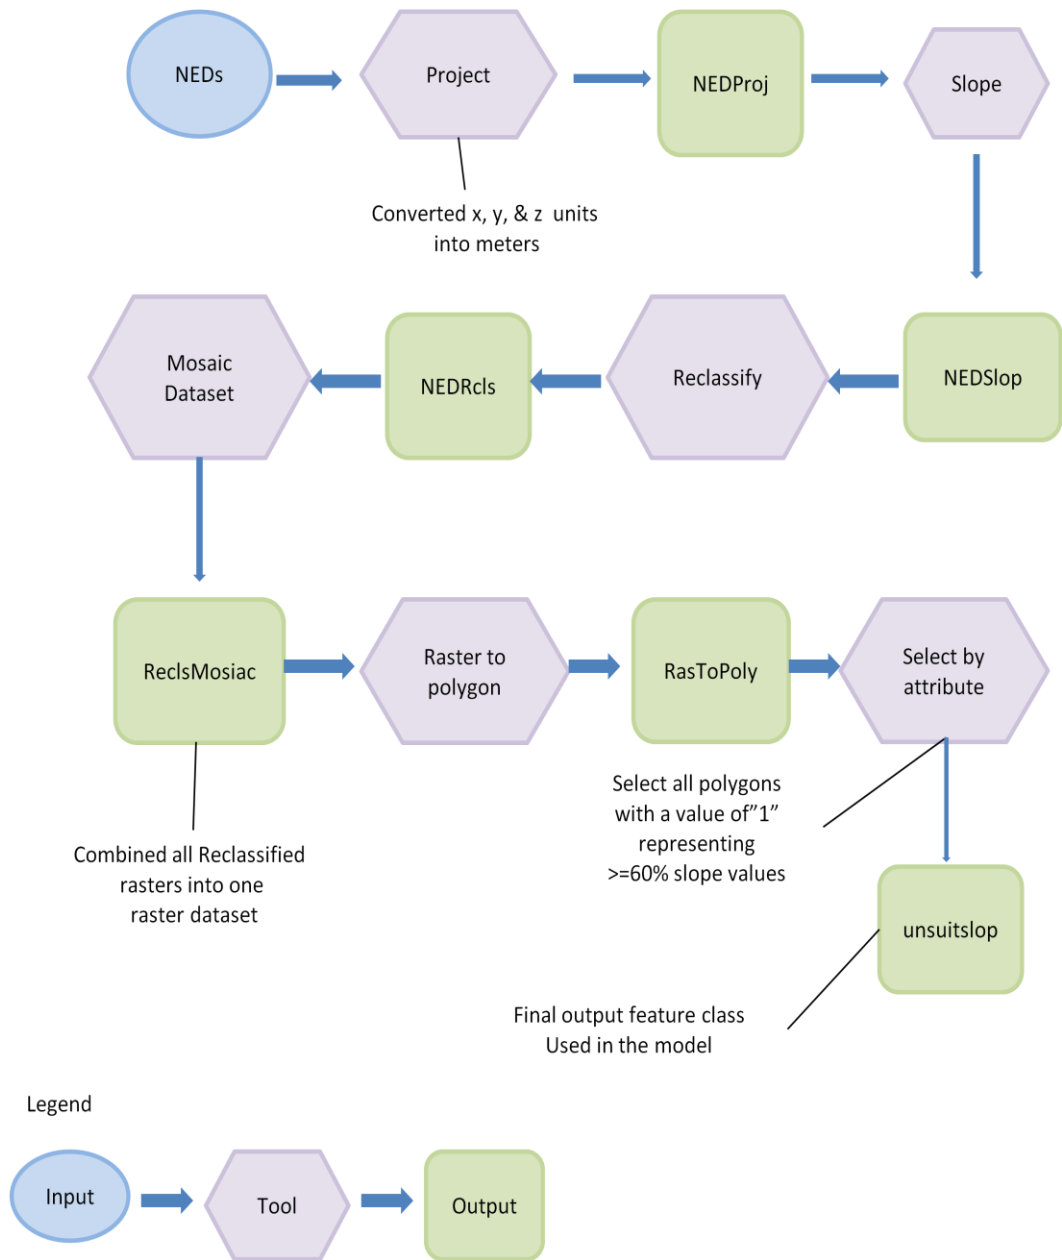 NEDs
Project
NEDProj
Slope
Converted x, y, & z units
into meters
Mosaic
Dataset
NEDRcls
Reclassify
NEDSlop
ReclsMosiac
Raster to
polygon
RasToPoly
Select by
attribute
Combined all Reclassified
rasters into one
raster dataset
Select all polygons
with a value of”1”
representing
>=60% slope values
unsuitslop
Final output feature class
Used in the model
Legend
Input
Tool
Output